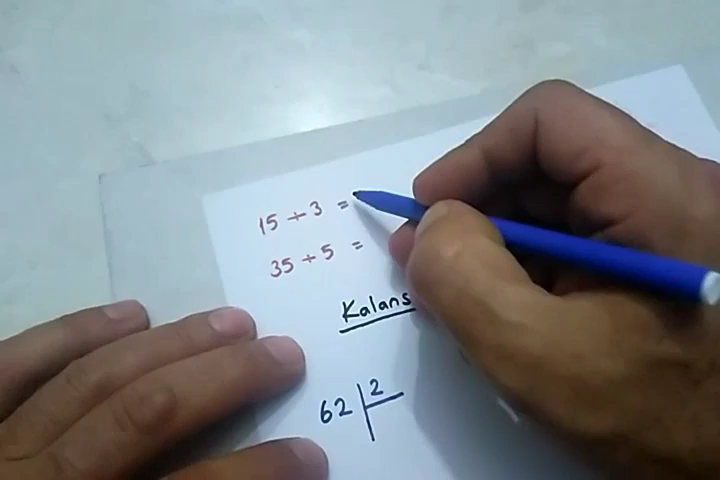 15 ÷ 3 =
35 ÷ 5 =
Kalans
62 2